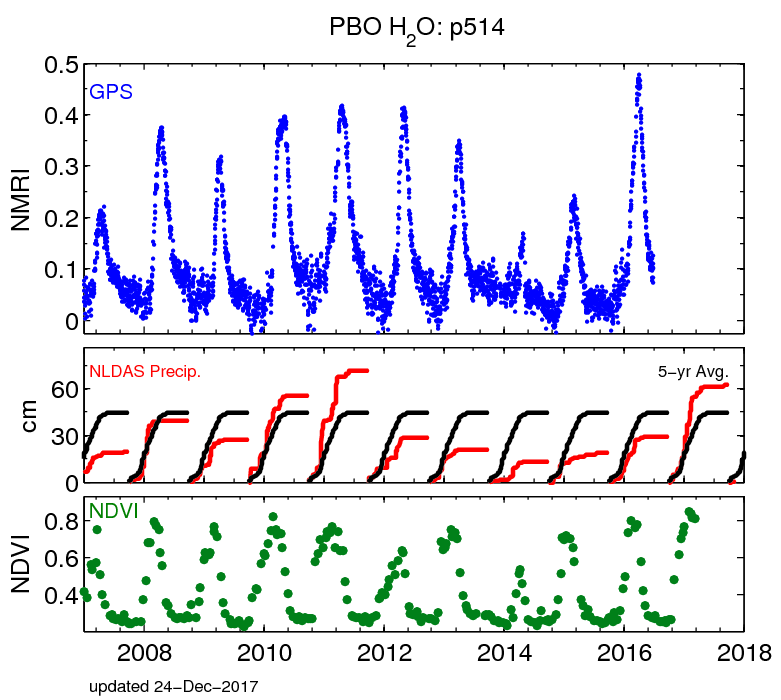 PBO H2O: p514
0.5
GPS
0.4
0.3
NMRI
0.2
0.1
0
NLDAS Precip. 5-yr Avg.
60
cm
30
0
NDVI
0.8
NDVI
0.6
0.4
2008 2010 2012 2014 2016 2018
updated 24-Dec-2017